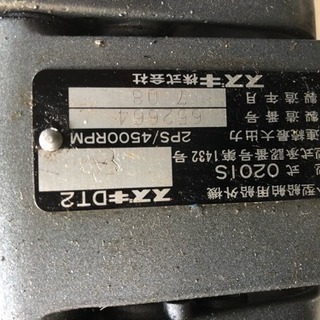 スズキDT2
小型船舶用船外機
型式 0201S
型式承認番号第1432号
連続最大出力
2PS/4500RPM
製造番号 652664
製造年月 87.08
スズキ株式会社